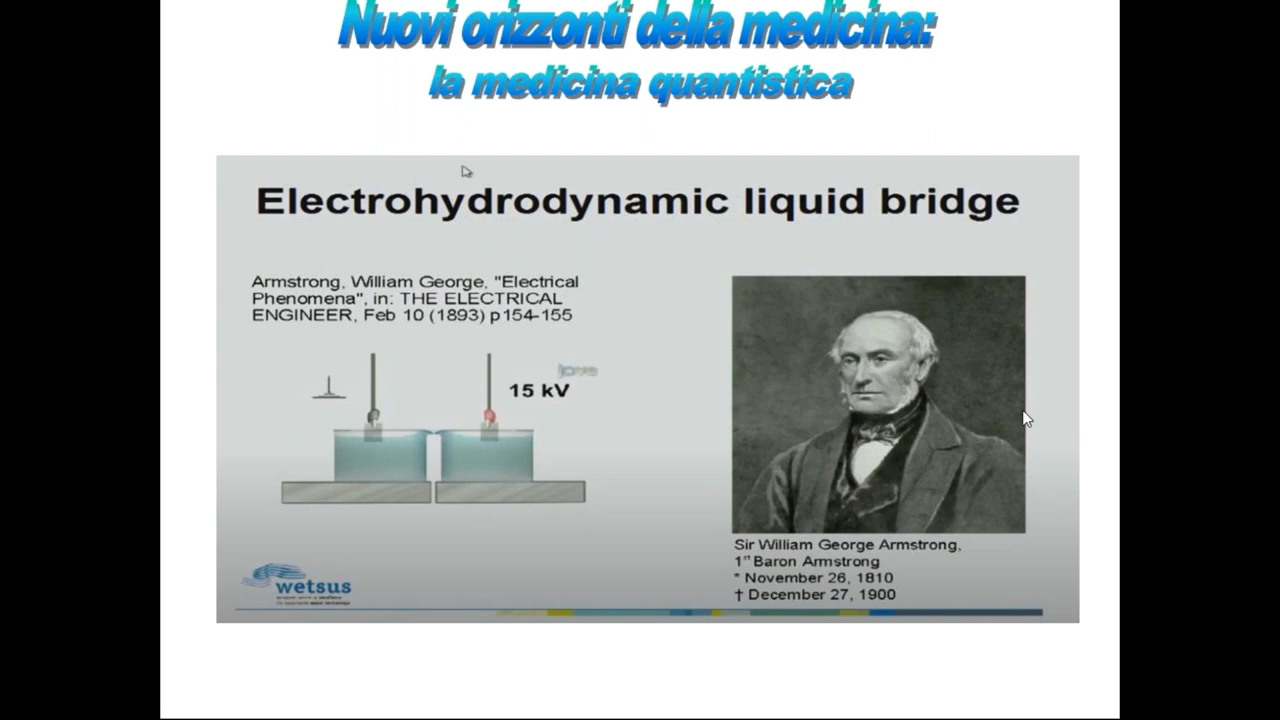 Nuovi orizzonti della medicina:
la medicina quantistica
Electrohydrodynamic liquid bridge
Armstrong, William George, "Electrical
Phenomena", in: THE ELECTRICAL
ENGINEER, Feb 10 (1893) p154-155
jove
15 kV
Sir William George Armstrong,
1st Baron Armstrong
* November 26, 1810
† December 27, 1900
wetsus